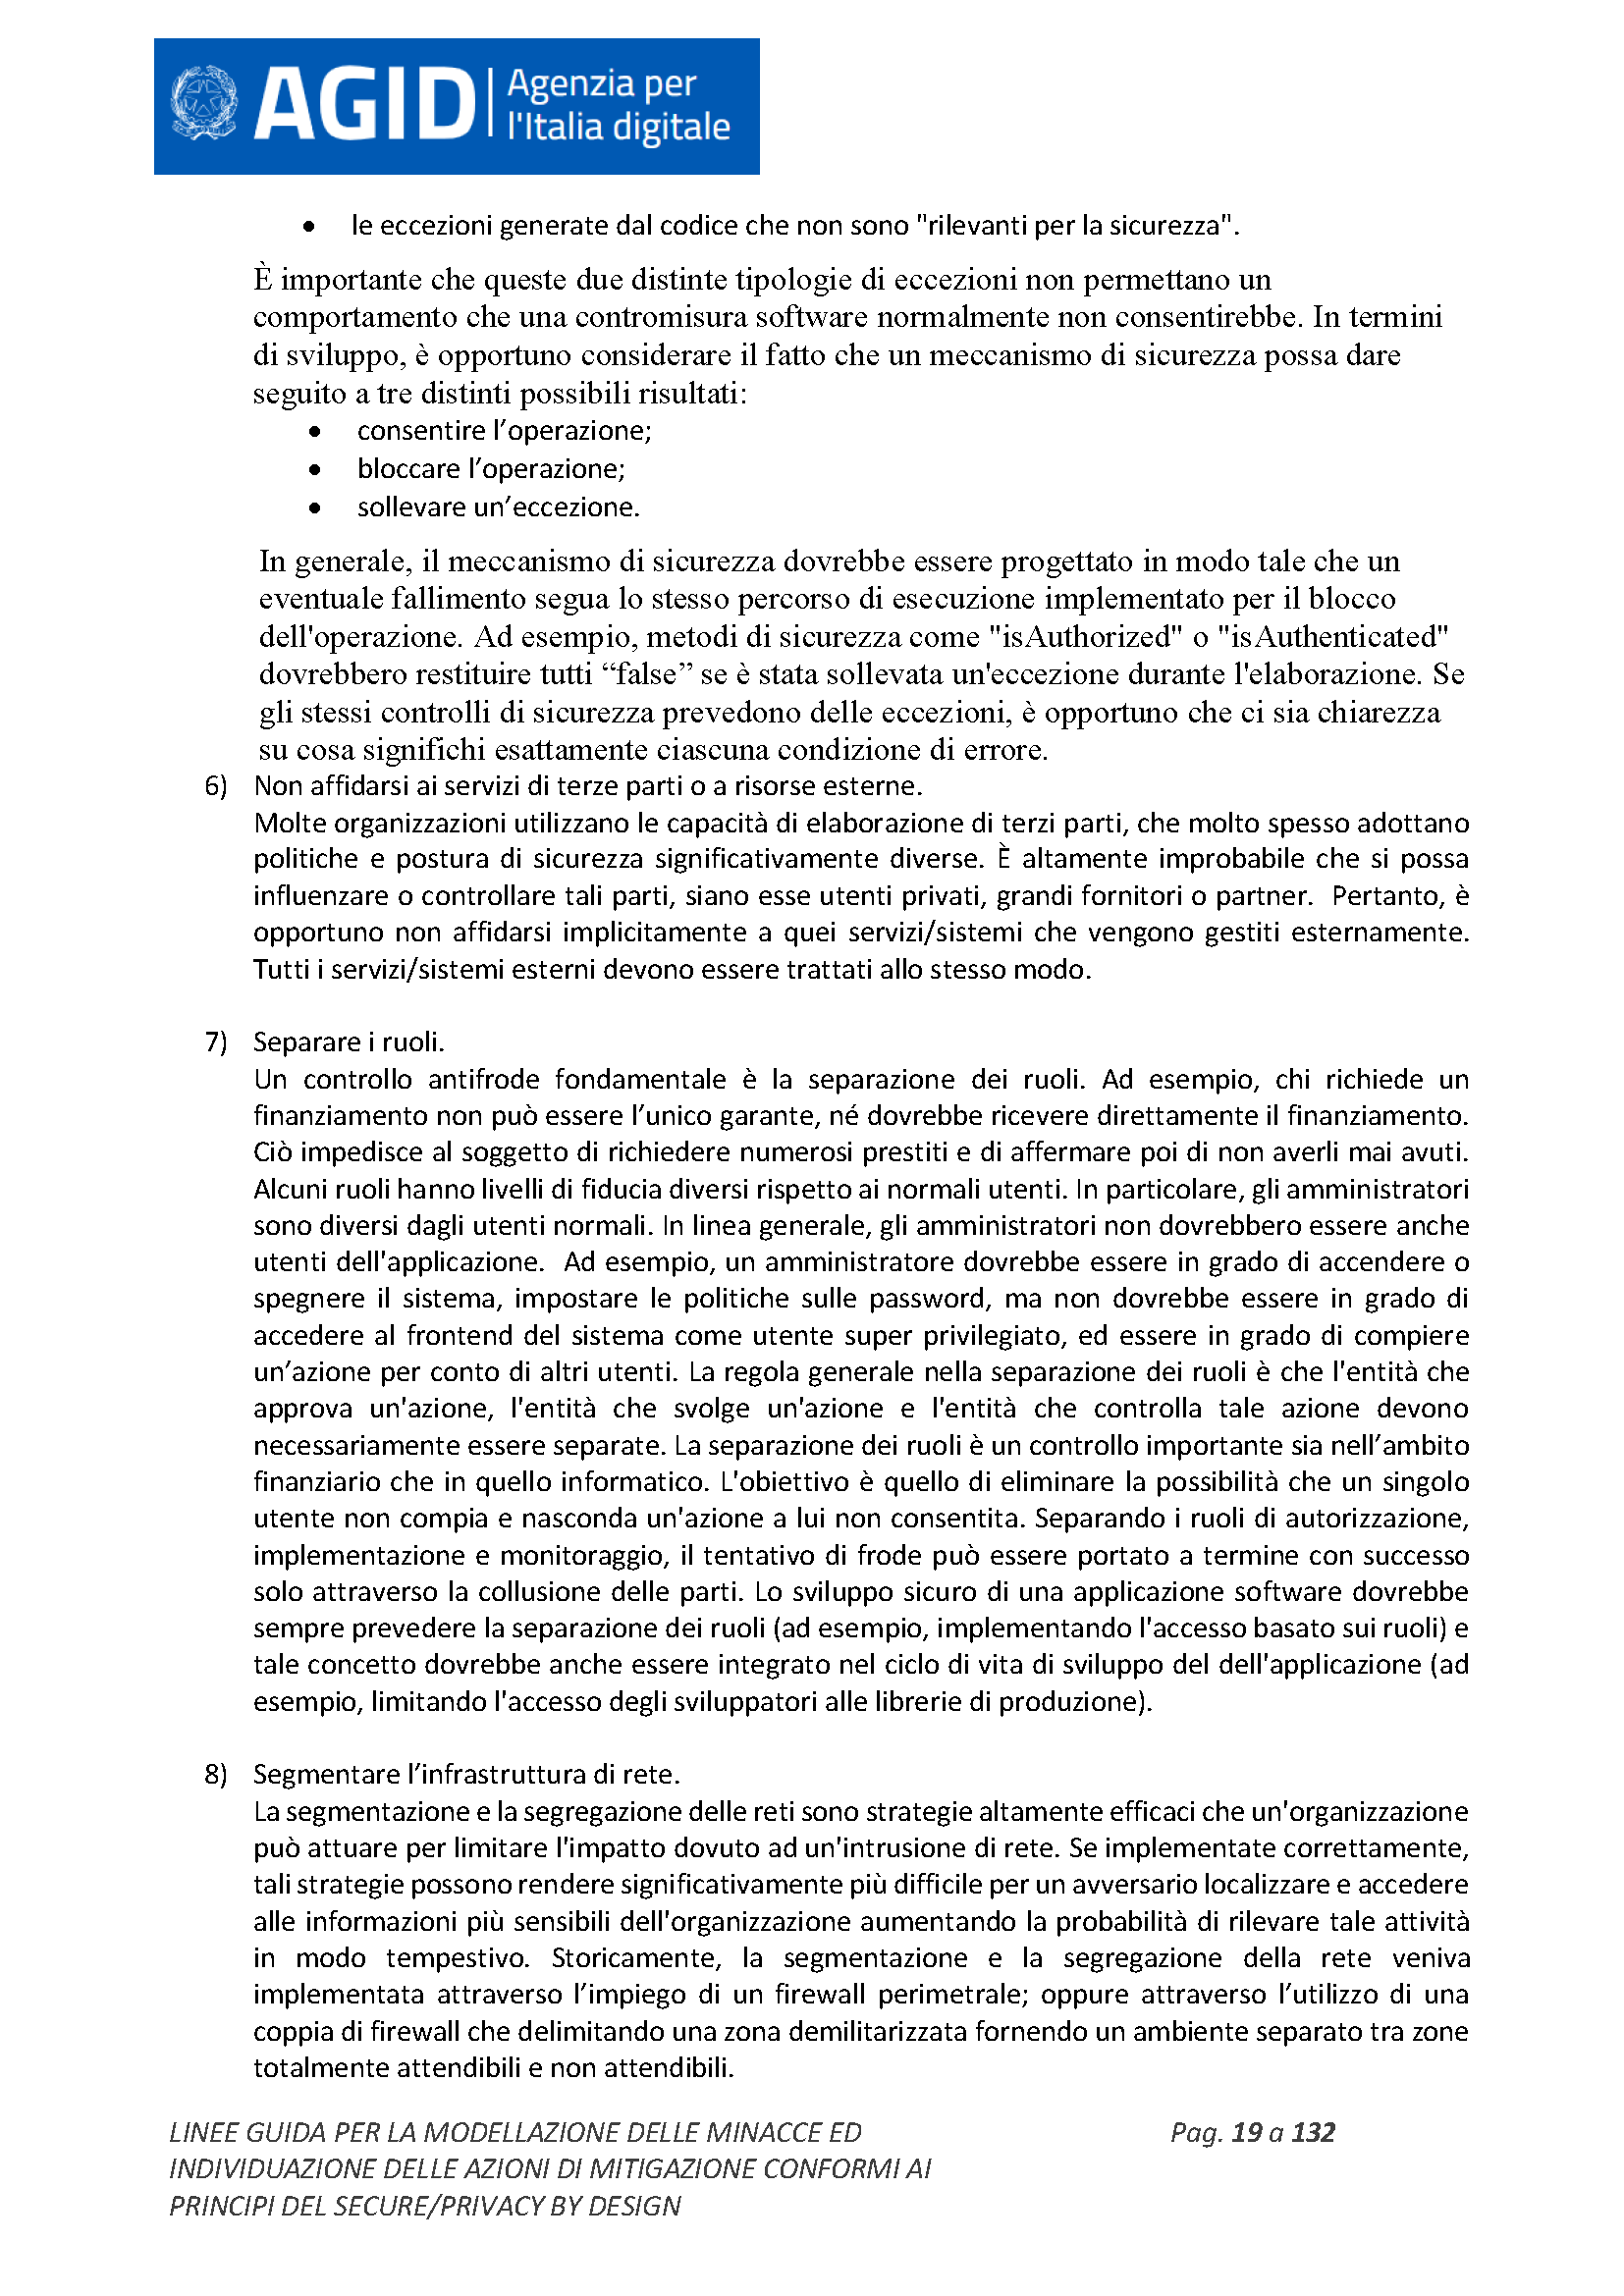 AGID
Agenzia per
l'Italia digitale
• le eccezioni generate dal codice che non sono "rilevanti per la sicurezza".
È importante che queste due distinte tipologie di eccezioni non permettano un
comportamento che una contromisura software normalmente non consentirebbe. In termini
di sviluppo, è opportuno considerare il fatto che un meccanismo di sicurezza possa dare
seguito a tre distinti possibili risultati:
• consentire l’operazione;
• bloccare l’operazione;
• sollevare un’eccezione.
In generale, il meccanismo di sicurezza dovrebbe essere progettato in modo tale che un
eventuale fallimento segua lo stesso percorso di esecuzione implementato per il blocco
dell'operazione. Ad esempio, metodi di sicurezza come "isAuthorized" o "isAuthenticated"
dovrebbero restituire tutti “false” se è stata sollevata un'eccezione durante l'elaborazione. Se
gli stessi controlli di sicurezza prevedono delle eccezioni, è opportuno che ci sia chiarezza
su cosa significhi esattamente ciascuna condizione di errore.
6) Non affidarsi ai servizi di terze parti o a risorse esterne.
Molte organizzazioni utilizzano le capacità di elaborazione di terzi parti, che molto spesso adottano
politiche e postura di sicurezza significativamente diverse. È altamente improbabile che si possa
influenzare o controllare tali parti, siano esse utenti privati, grandi fornitori o partner. Pertanto, è
opportuno non affidarsi implicitamente a quei servizi/sistemi che vengono gestiti esternamente.
Tutti i servizi/sistemi esterni devono essere trattati allo stesso modo.
7) Separare i ruoli.
Un controllo antifrode fondamentale è la separazione dei ruoli. Ad esempio, chi richiede un
finanziamento non può essere l’unico garante, né dovrebbe ricevere direttamente il finanziamento.
Ciò impedisce al soggetto di richiedere numerosi prestiti e di affermare poi di non averli mai avuti.
Alcuni ruoli hanno livelli di fiducia diversi rispetto ai normali utenti. In particolare, gli amministratori
sono diversi dagli utenti normali. In linea generale, gli amministratori non dovrebbero essere anche
utenti dell'applicazione. Ad esempio, un amministratore dovrebbe essere in grado di accendere o
spegnere il sistema, impostare le politiche sulle password, ma non dovrebbe essere in grado di
accedere al frontend del sistema come utente super privilegiato, ed essere in grado di compiere
un’azione per conto di altri utenti. La regola generale nella separazione dei ruoli è che l'entità che
approva un'azione, l'entità che svolge un'azione e l'entità che controlla tale azione devono
necessariamente essere separate. La separazione dei ruoli è un controllo importante sia nell’ambito
finanziario che in quello informatico. L'obiettivo è quello di eliminare la possibilità che un singolo
utente non compia e nasconda un'azione a lui non consentita. Separando i ruoli di autorizzazione,
implementazione e monitoraggio, il tentativo di frode può essere portato a termine con successo
solo attraverso la collusione delle parti. Lo sviluppo sicuro di una applicazione software dovrebbe
sempre prevedere la separazione dei ruoli (ad esempio, implementando l'accesso basato sui ruoli) e
tale concetto dovrebbe anche essere integrato nel ciclo di vita di sviluppo del dell'applicazione (ad
esempio, limitando l'accesso degli sviluppatori alle librerie di produzione).
8) Segmentare l’infrastruttura di rete.
La segmentazione e la segregazione delle reti sono strategie altamente efficaci che un'organizzazione
può attuare per limitare l'impatto dovuto ad un'intrusione di rete. Se implementate correttamente,
tali strategie possono rendere significativamente più difficile per un avversario localizzare e accedere
alle informazioni più sensibili dell'organizzazione aumentando la probabilità di rilevare tale attività
in modo tempestivo. Storicamente, la segmentazione e la segregazione della rete veniva
implementata attraverso l’impiego di un firewall perimetrale; oppure attraverso l’utilizzo di una
coppia di firewall che delimitando una zona demilitarizzata fornendo un ambiente separato tra zone
totalmente attendibili e non attendibili.
LINEE GUIDA PER LA MODELLAZIONE DELLE MINACCE ED
INDIVIDUAZIONE DELLE AZIONI DI MITIGAZIONE CONFORMI AI
PRINCIPI DEL SECURE/PRIVACY BY DESIGN
Pag. 19 a 132